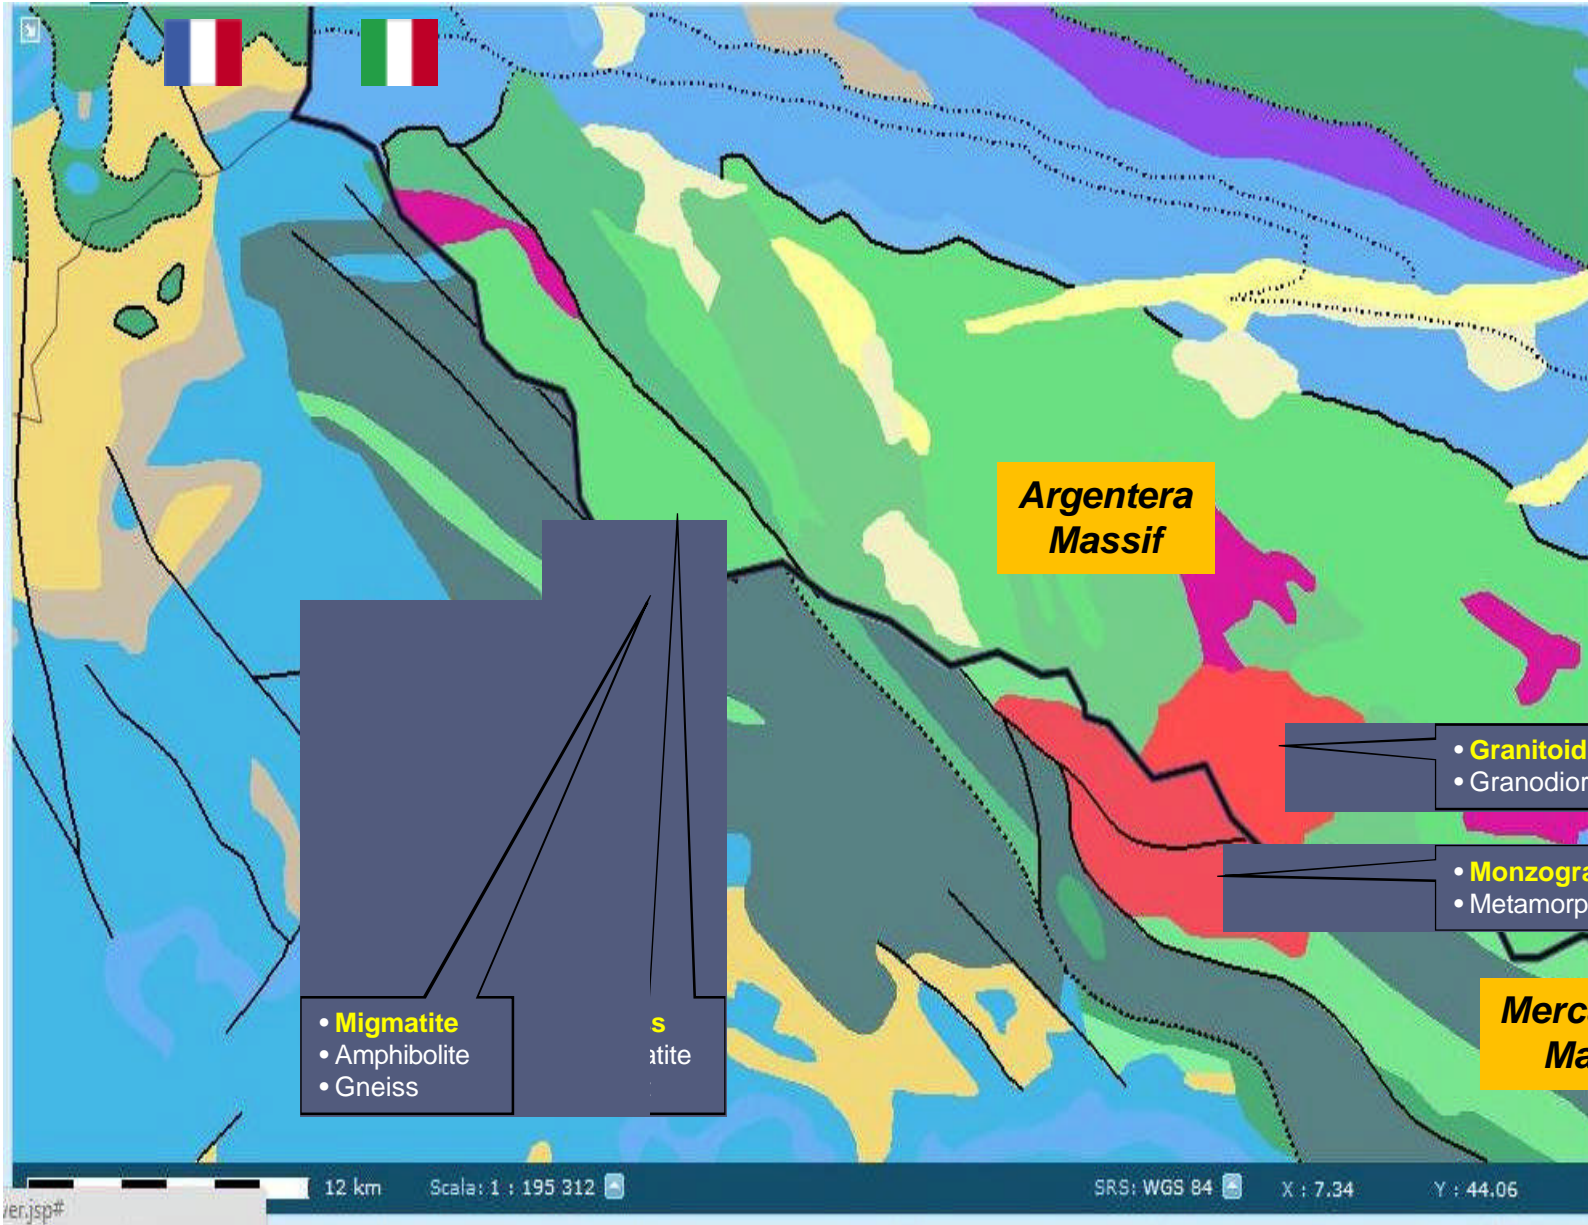 Argentera
Massif
• Granitoid
• Granodior
• Monzogra
• Metamorp
Merc
Ma
• Migmatite
• Amphibolite
• Gneiss
s
atite
12 km Scala: 1 : 195 312 SRS: WGS 84 X : 7.34 Y : 44.06
ver.jsp#